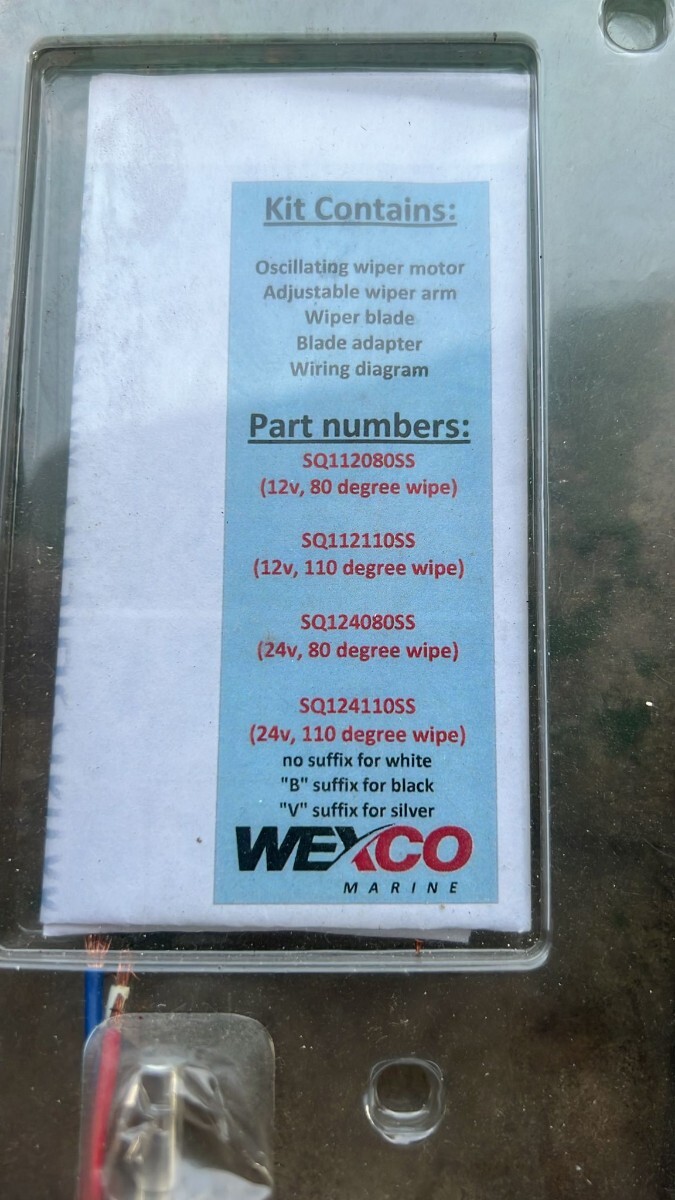 Kit Contains:
Oscillating wiper motor
Adjustable wiper arm
Wiper blade
Blade adapter
Wiring diagram
Part numbers:
SQ112080SS
(12v, 80 degree wipe)
SQ112110SS
(12v, 110 degree wipe)
SQ124080SS
(24v, 80 degree wipe)
SQ124110SS
(24v, 110 degree wipe)
no suffix for white
"B" suffix for black
"V" suffix for silver
WEXCO
MARINE